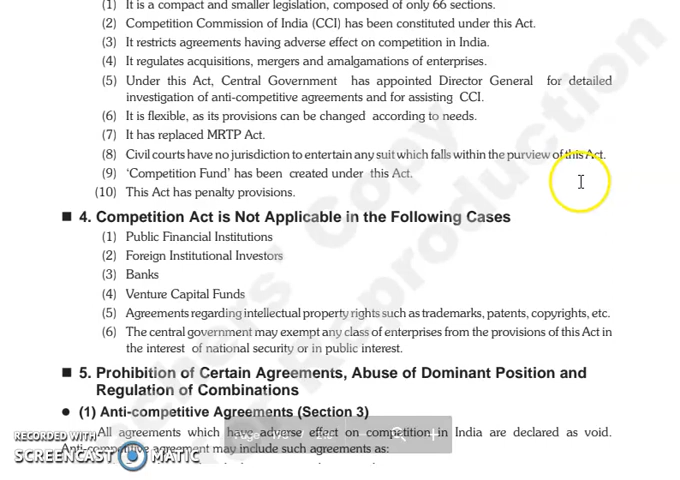 (1) It is a compact and smaller legislation, composed of only 66 sections.
(2) Competition Commission of India (CCI) has been constituted under this Act.
(3) It restricts agreements having adverse effect on competition in India.
(4) It regulates acquisitions, mergers and amalgamations of enterprises.
(5) Under this Act, Central Government has appointed Director General for detailed
investigation of anti-competitive agreements and for assisting CCI.
(6) It is flexible, as its provisions can be changed according to needs.
(7) It has replaced MRTP Act.
(8) Civil courts have no jurisdiction to entertain any suit which falls within the purview of this Act.
(9) ‘Competition Fund’ has been created under this Act.
(10) This Act has penalty provisions.
■ 4. Competition Act is Not Applicable in the Following Cases
(1) Public Financial Institutions
(2) Foreign Institutional Investors
(3) Banks
(4) Venture Capital Funds
(5) Agreements regarding intellectual property rights such as trademarks, patents, copyrights, etc.
(6) The central government may exempt any class of enterprises from the provisions of this Act in
the interest of national security or in public interest.
■ 5. Prohibition of Certain Agreements, Abuse of Dominant Position and
Regulation of Combinations
● (1) Anti-competitive Agreements (Section 3)
All agreements which have adverse effect on competition in India are declared as void.
Anti-competitive agreement may include such agreements as:
RECORDED WITH
SCREENCAST MATIC
Copy
Reproduction